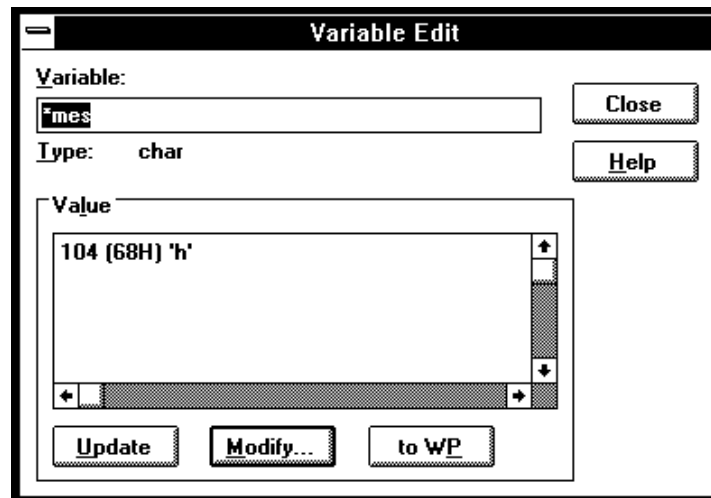 Variable Edit
Variable:
*mes
Close
Type: char
Help
Value
104 (68H) 'h'
Update Modify... to WP